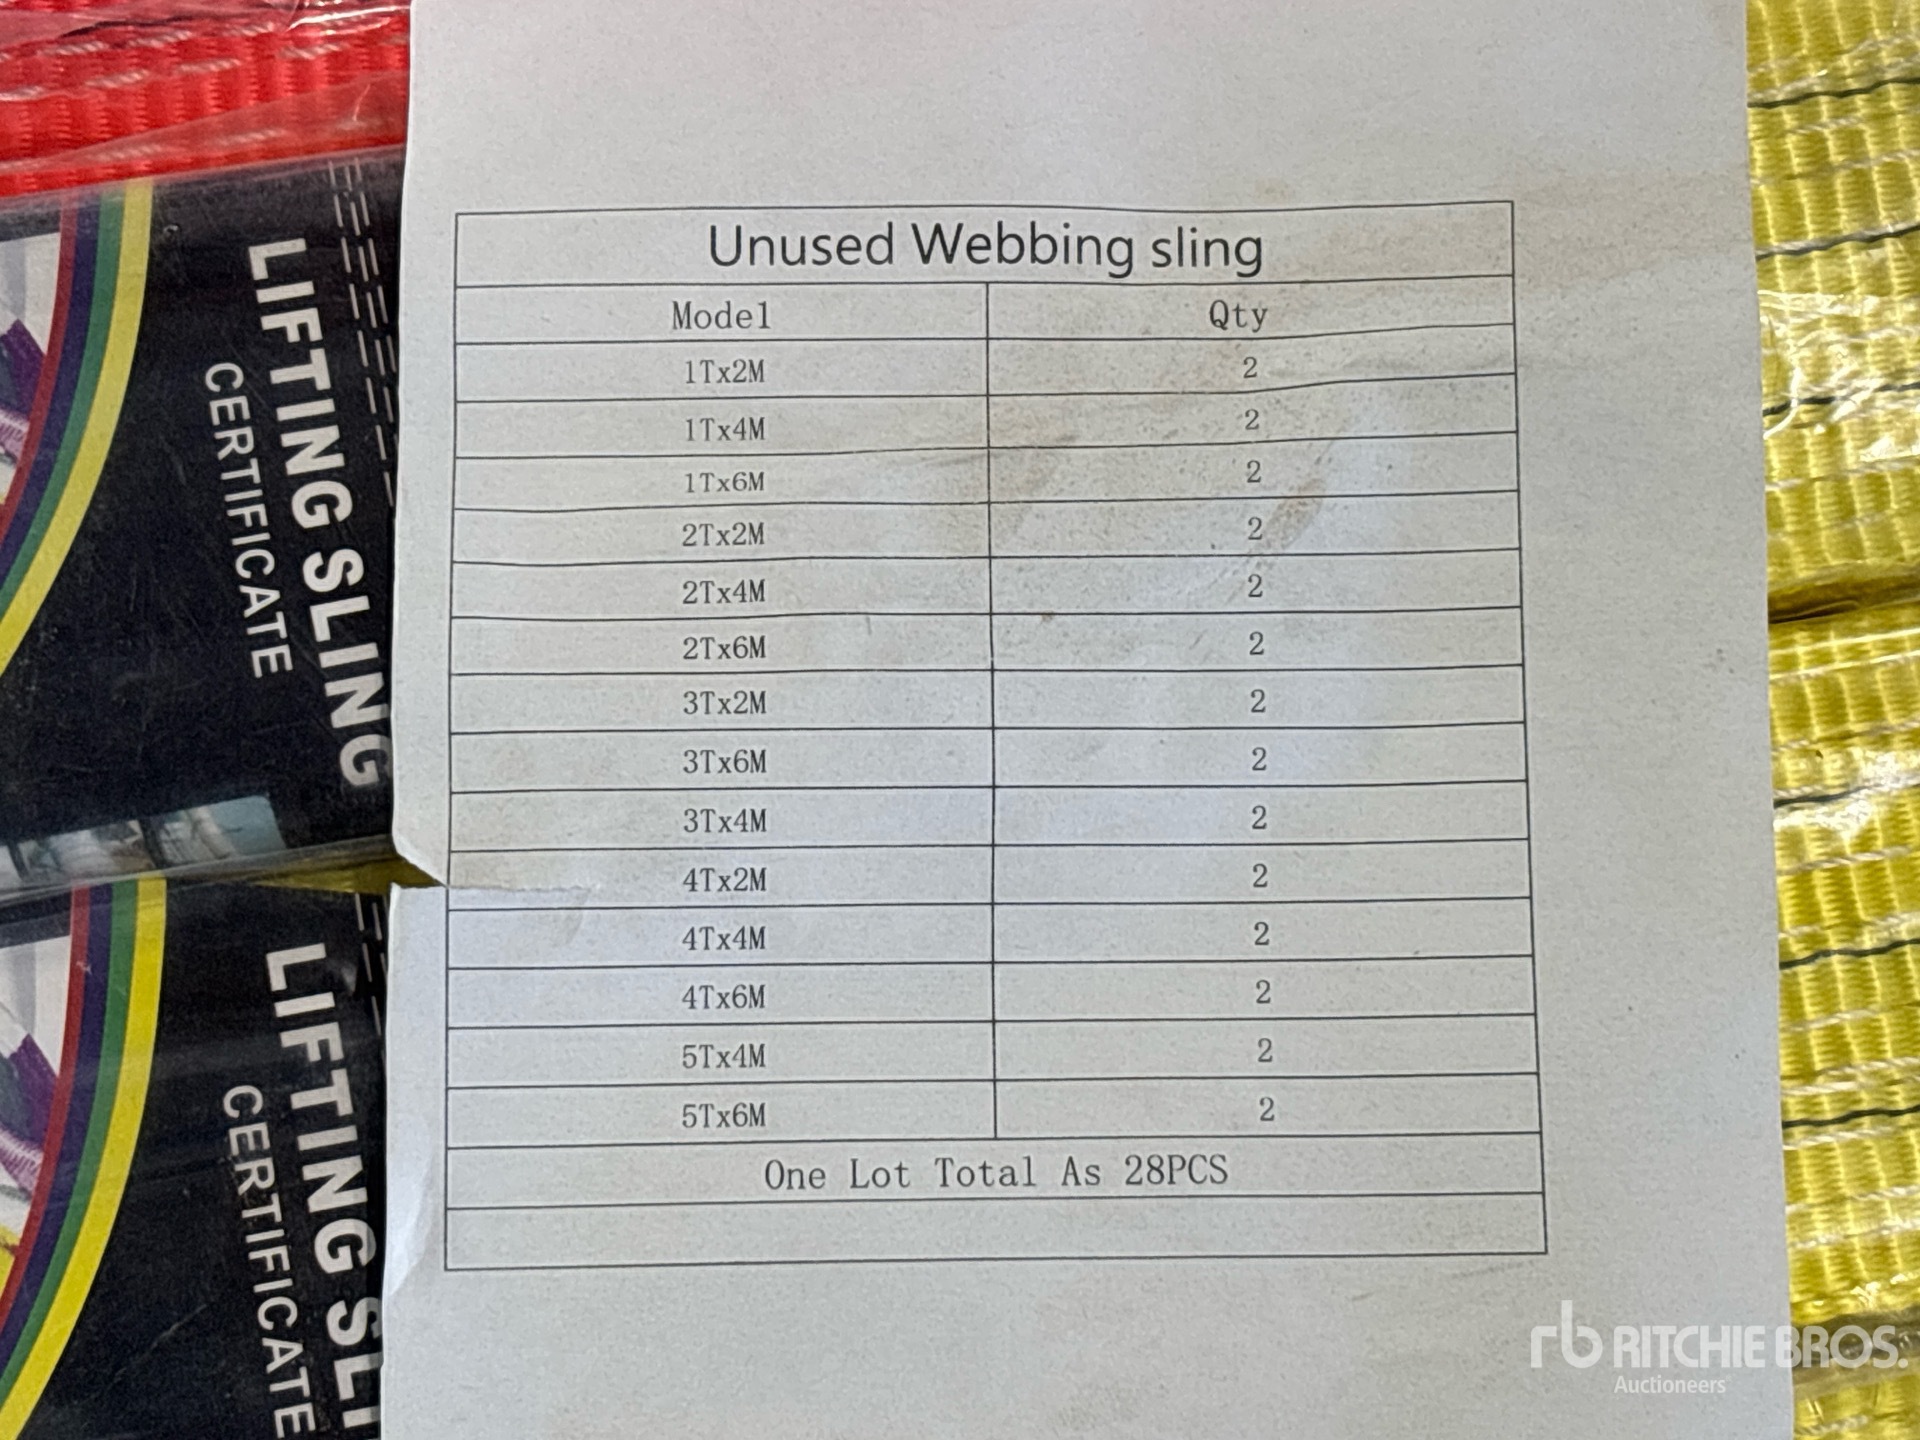 LIFTING SLING
CERTIFICATE
LIFTING SLI
CERTIFICATE
Unused Webbing sling
Model Qty
1Tx2M 2
1Tx4M 2
1Tx6M 2
2Tx2M 2
2Tx4M 2
2Tx6M 2
3Tx2M 2
3Tx6M 2
3Tx4M 2
4Tx2M 2
4Tx4M 2
4Tx6M 2
5Tx4M 2
5Tx6M 2
One Lot Total As 28PCS
rb RITCHIE BROS.
Auctioneers